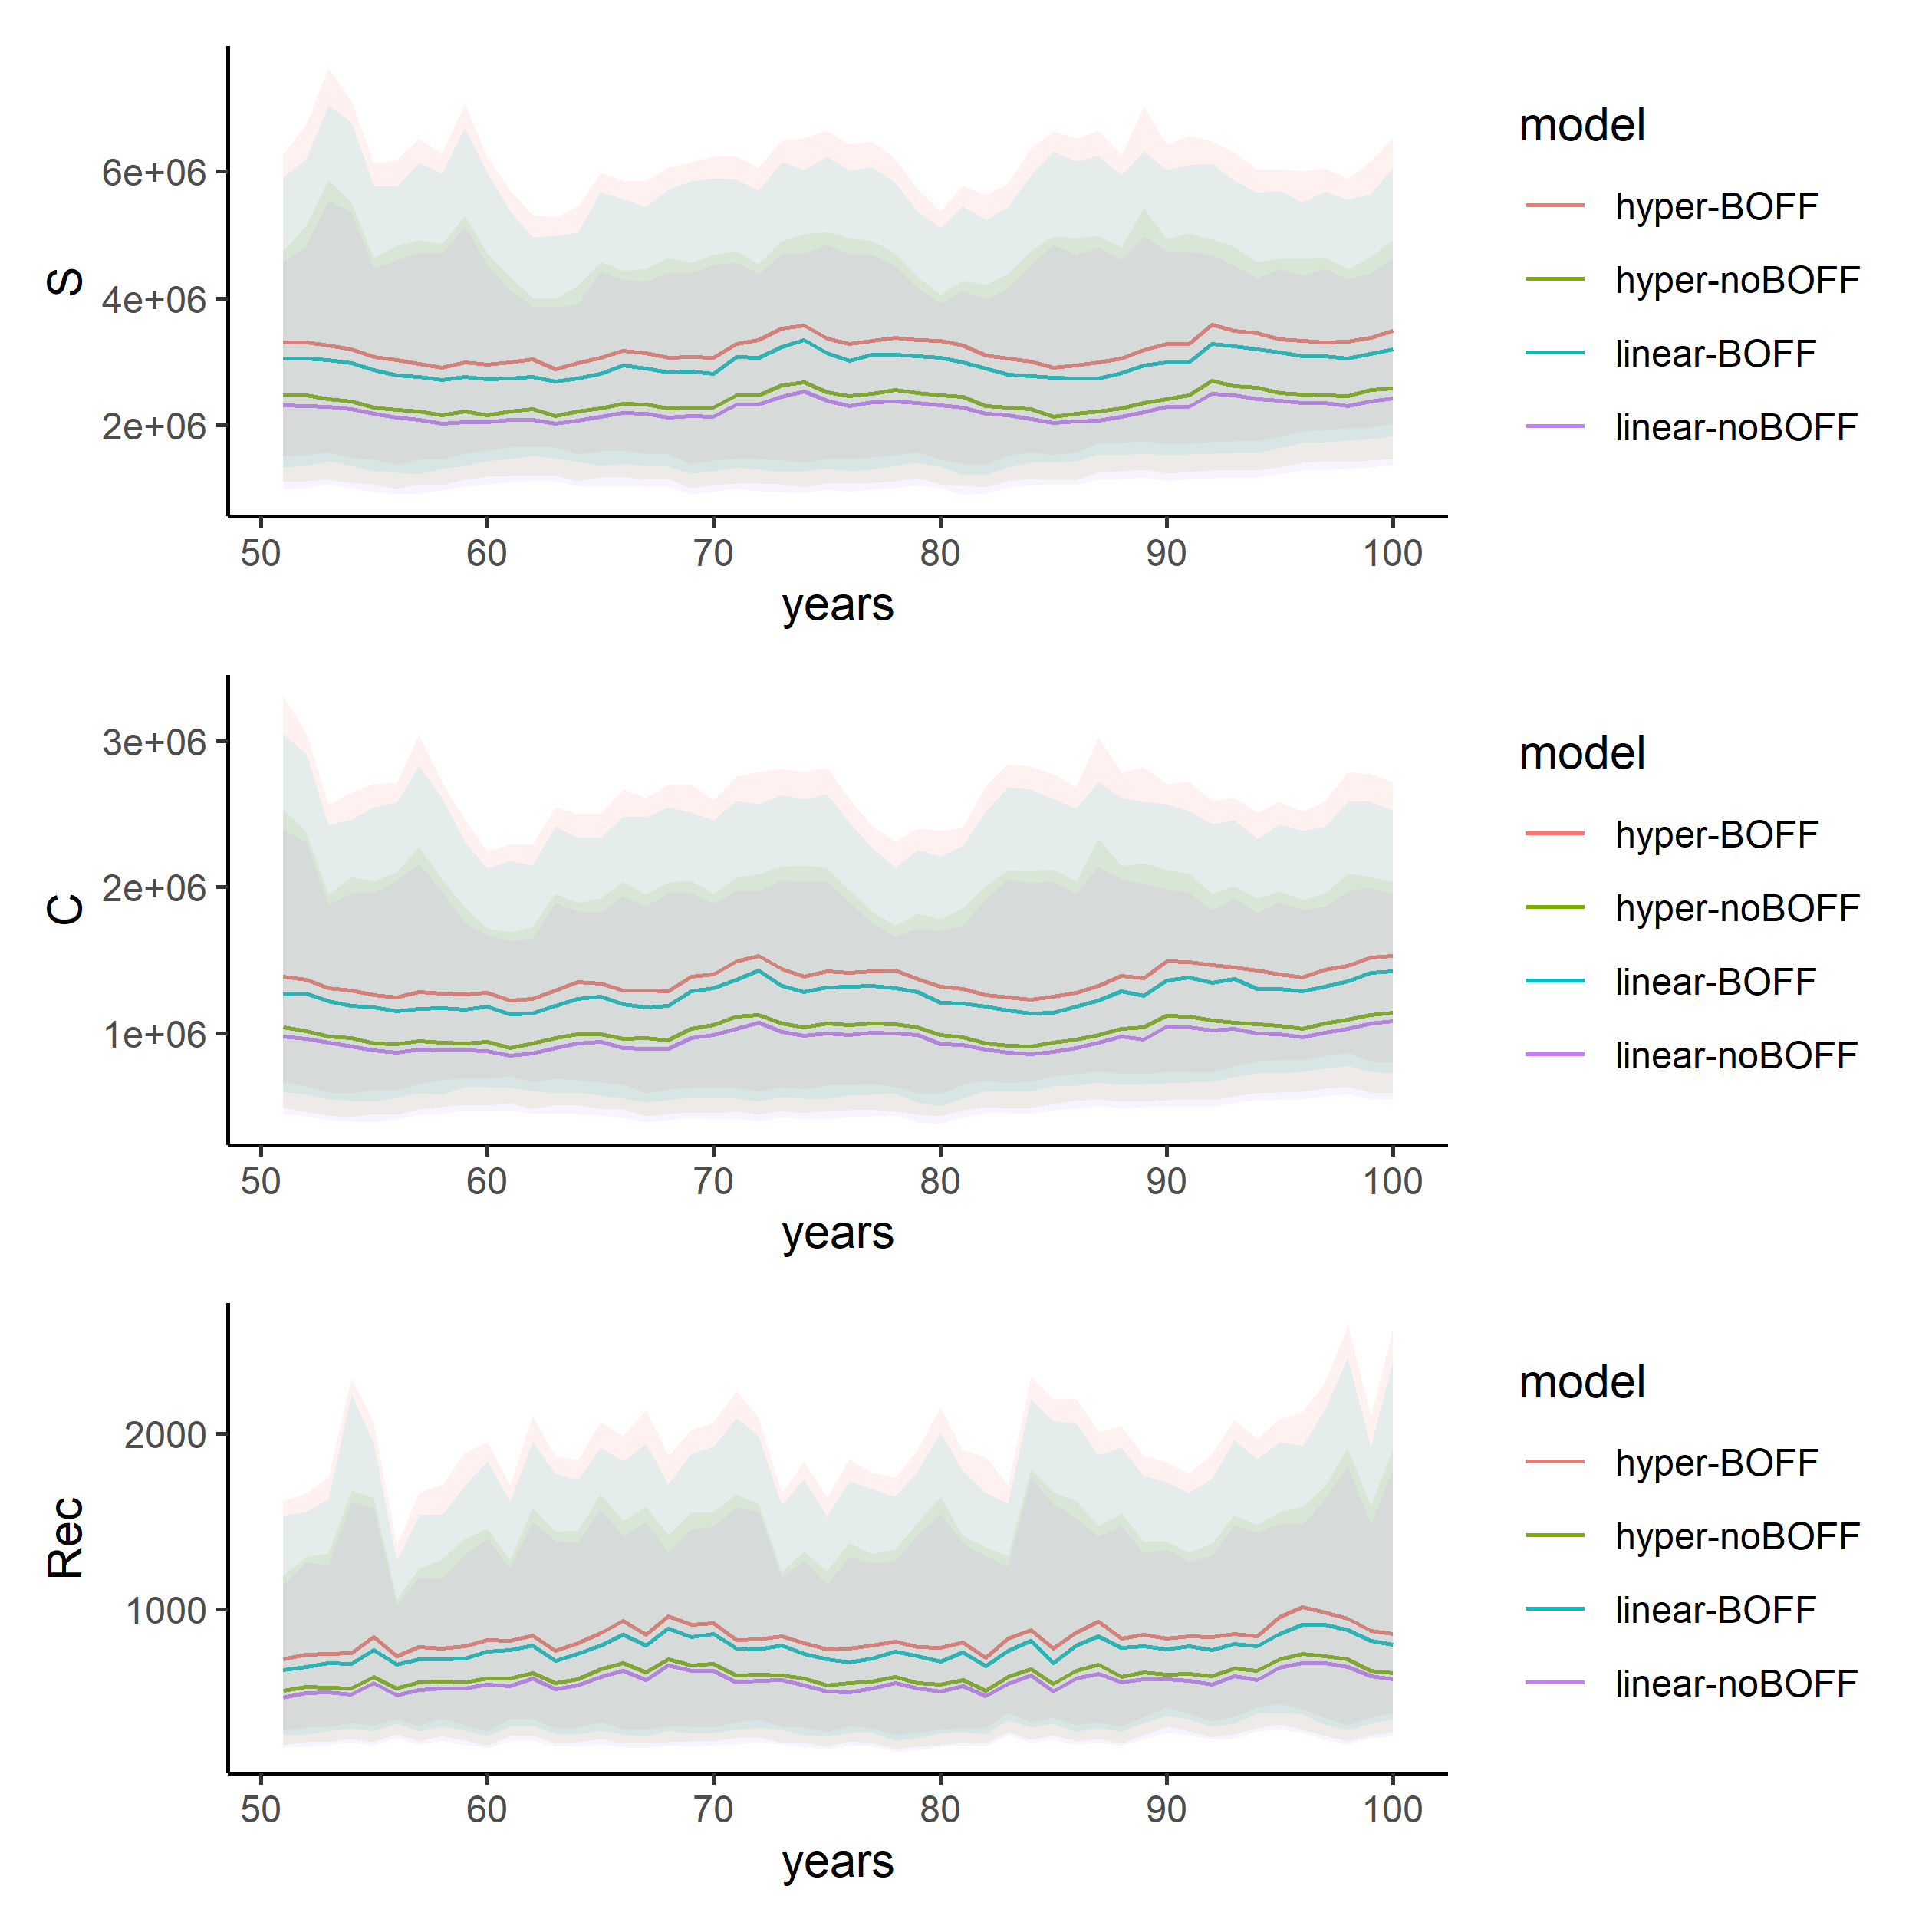 S
6e+06
4e+06
2e+06
50 60 70 80 90 100
years
model
hyper-BOFF
hyper-noBOFF
linear-BOFF
linear-noBOFF
C
3e+06
2e+06
1e+06
50 60 70 80 90 100
years
model
hyper-BOFF
hyper-noBOFF
linear-BOFF
linear-noBOFF
Rec
2000
1000
50 60 70 80 90 100
years
model
hyper-BOFF
hyper-noBOFF
linear-BOFF
linear-noBOFF